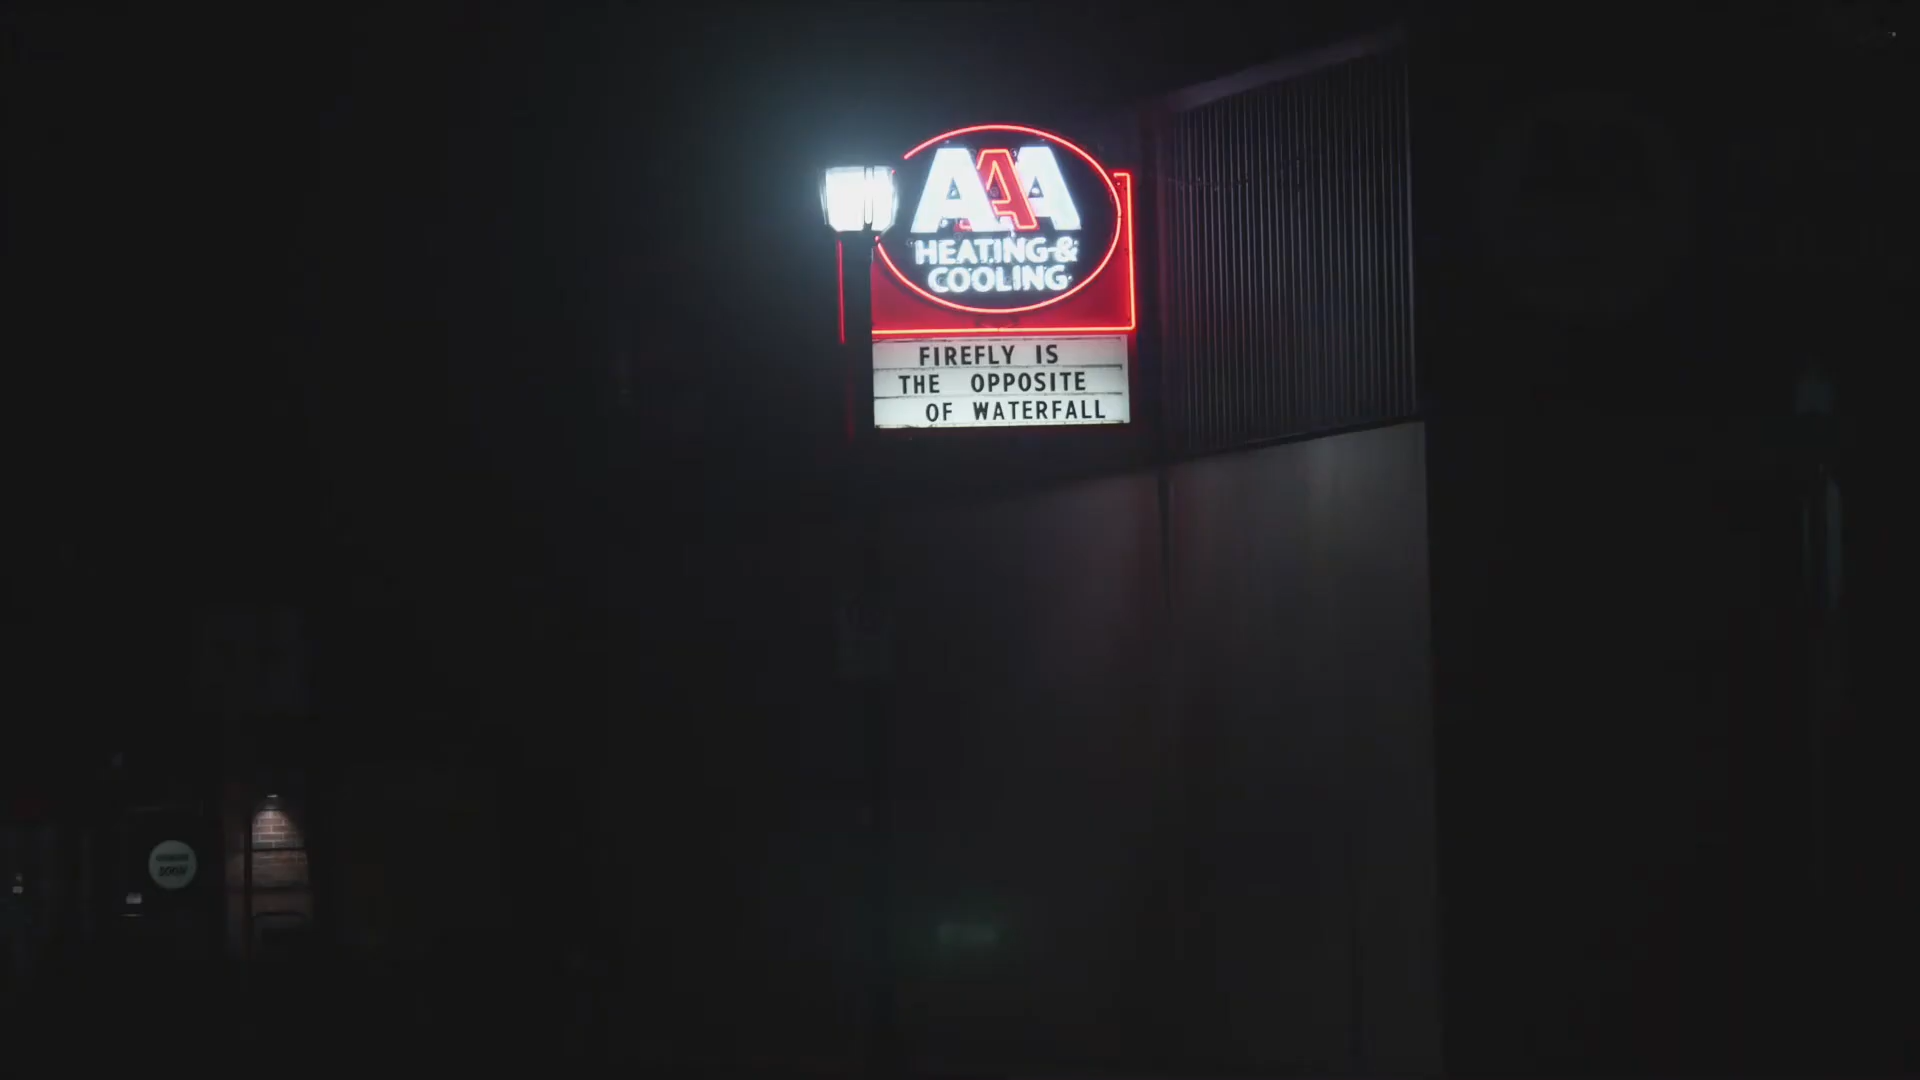 AAA
HEATING &
COOLING
FIREFLY IS
THE OPPOSITE
OF WATERFALL